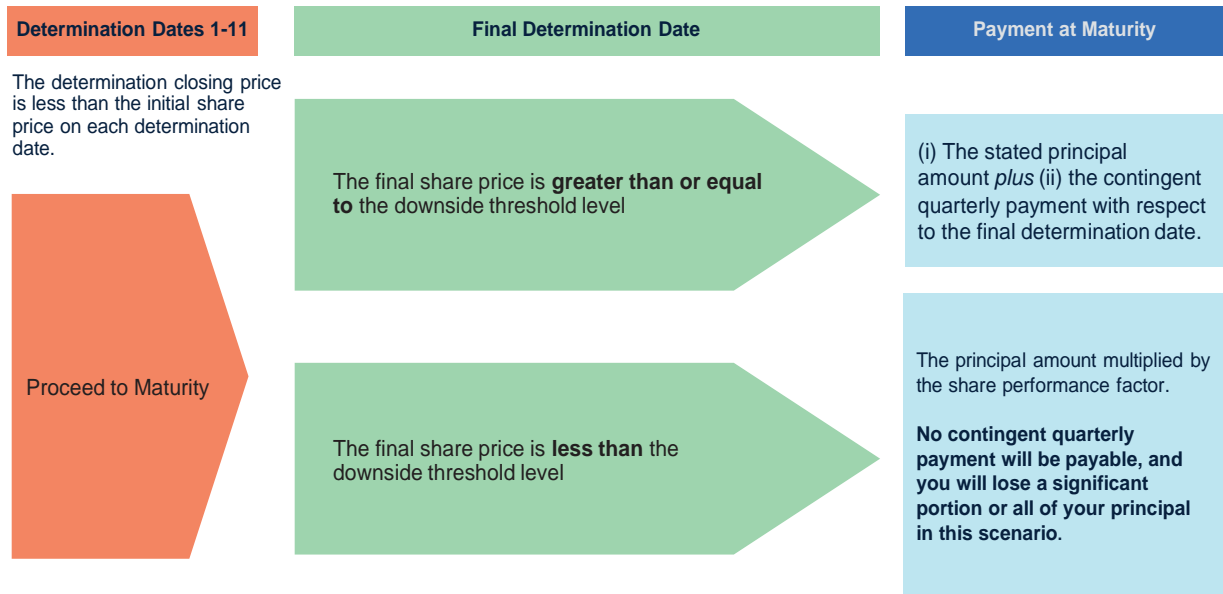 Determination Dates 1-11
Final Determination Date
Payment at Maturity
The determination closing price
is less than the initial share
price on each determination
date.
Proceed to Maturity
The final share price is greater than or equal
to the downside threshold level
(i) The stated principal
amount plus (ii) the contingent
quarterly payment with respect
to the final determination date.
The final share price is less than the
downside threshold level
The principal amount multiplied by
the share performance factor.
No contingent quarterly
payment will be payable, and
you will lose a significant
portion or all of your principal
in this scenario.